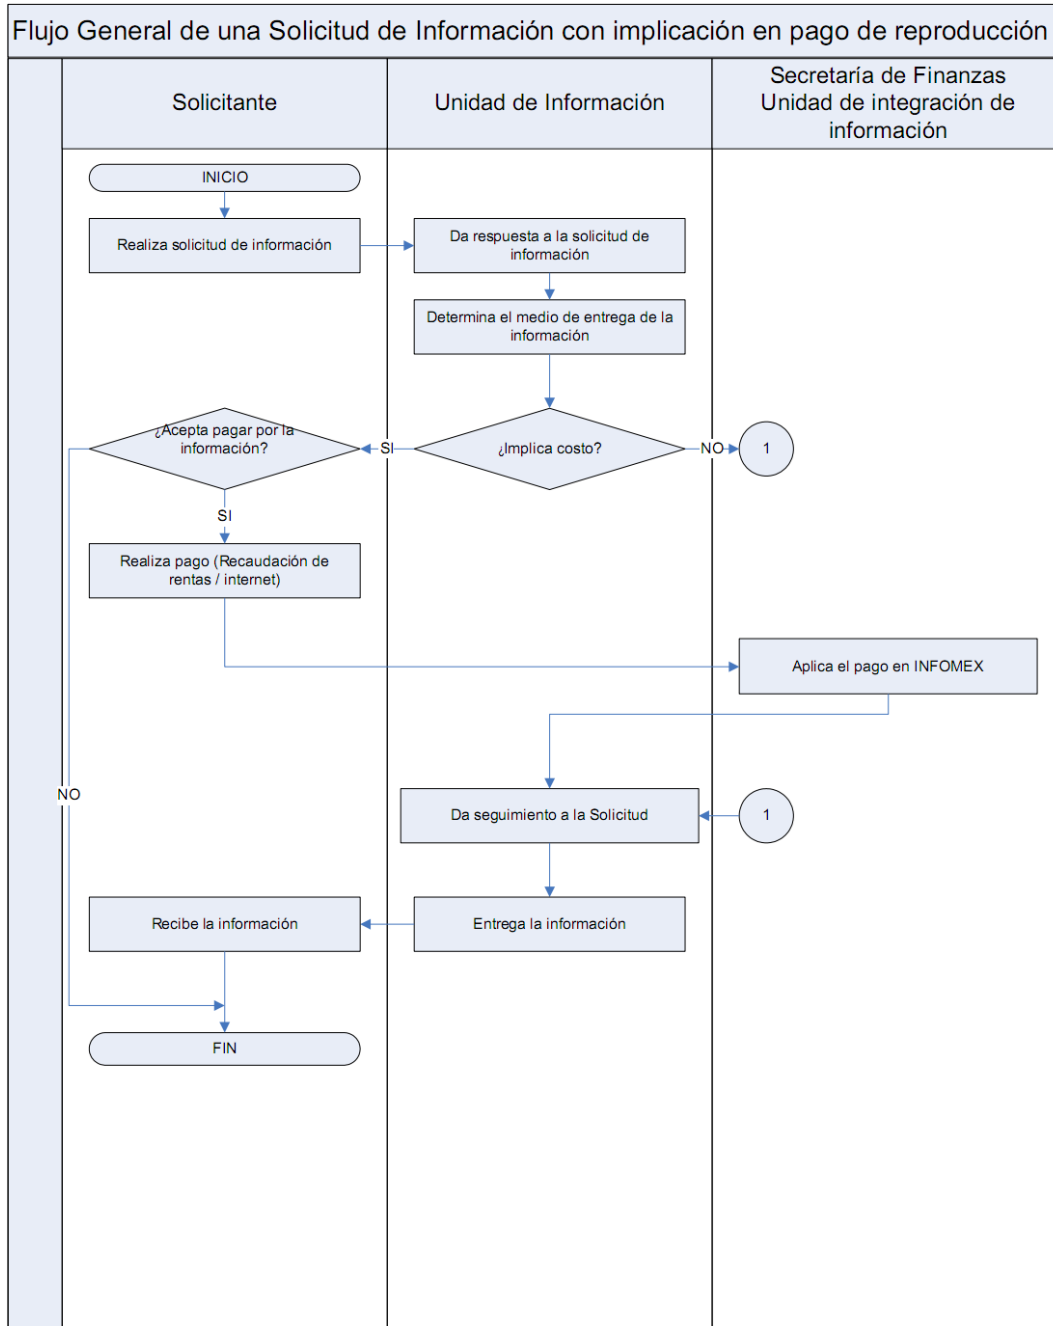 Flujo General de una Solicitud de Información con implicación en pago de reproducción
Solicitante
Unidad de Información
Secretaría de Finanzas
Unidad de integración de
información
INICIO
Realiza solicitud de información
Da respuesta a la solicitud de
información
Determina el medio de entrega de la
información
¿Acepta pagar por la
información?
SI
¿Implica costo?
NO
1
SI
Realiza pago (Recaudación de
rentas / internet)
Aplica el pago en INFOMEX
NO
Da seguimiento a la Solicitud
1
Recibe la información
Entrega la información
FIN